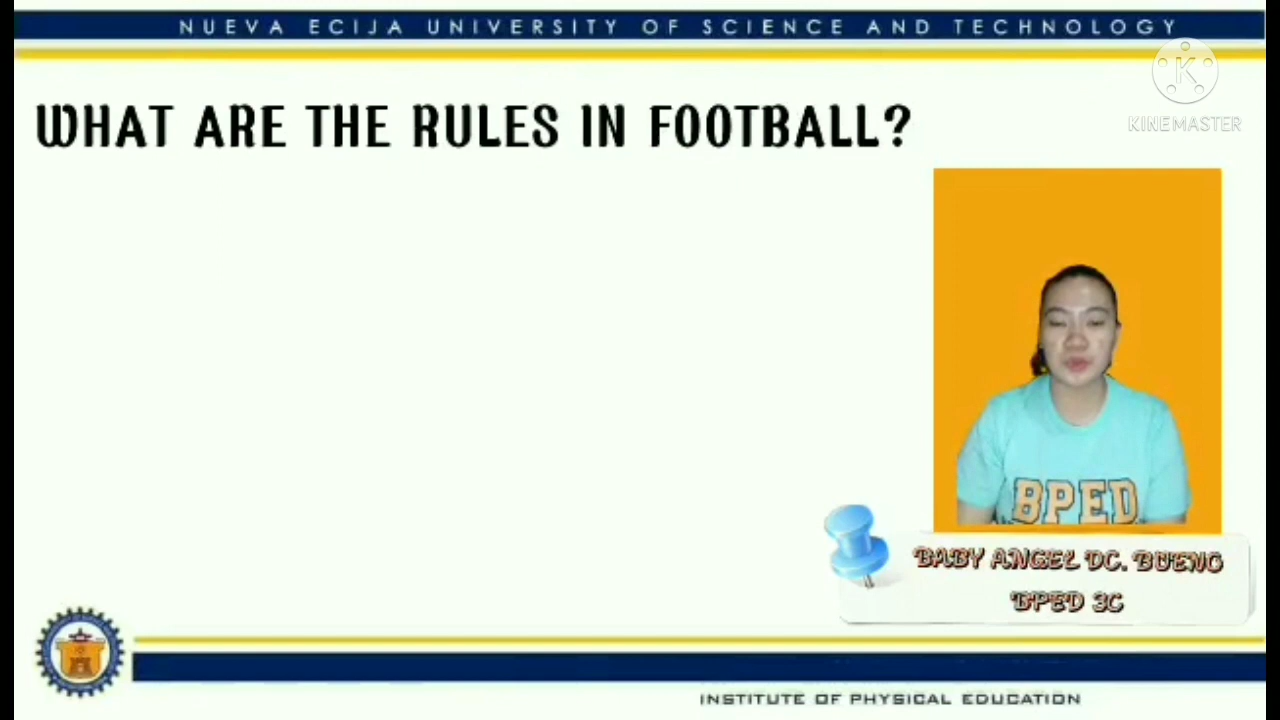 NUEVA ECIJA UNIVERSITY OF SCIENCE AND TECHNOLOGY
K
KINEMASTER
WHAT ARE THE RULES IN FOOTBALL?
BPED
BABY ANGEL DC. BUENO
BPED 3C
INSTITUTE OF PHYSICAL EDUCATION